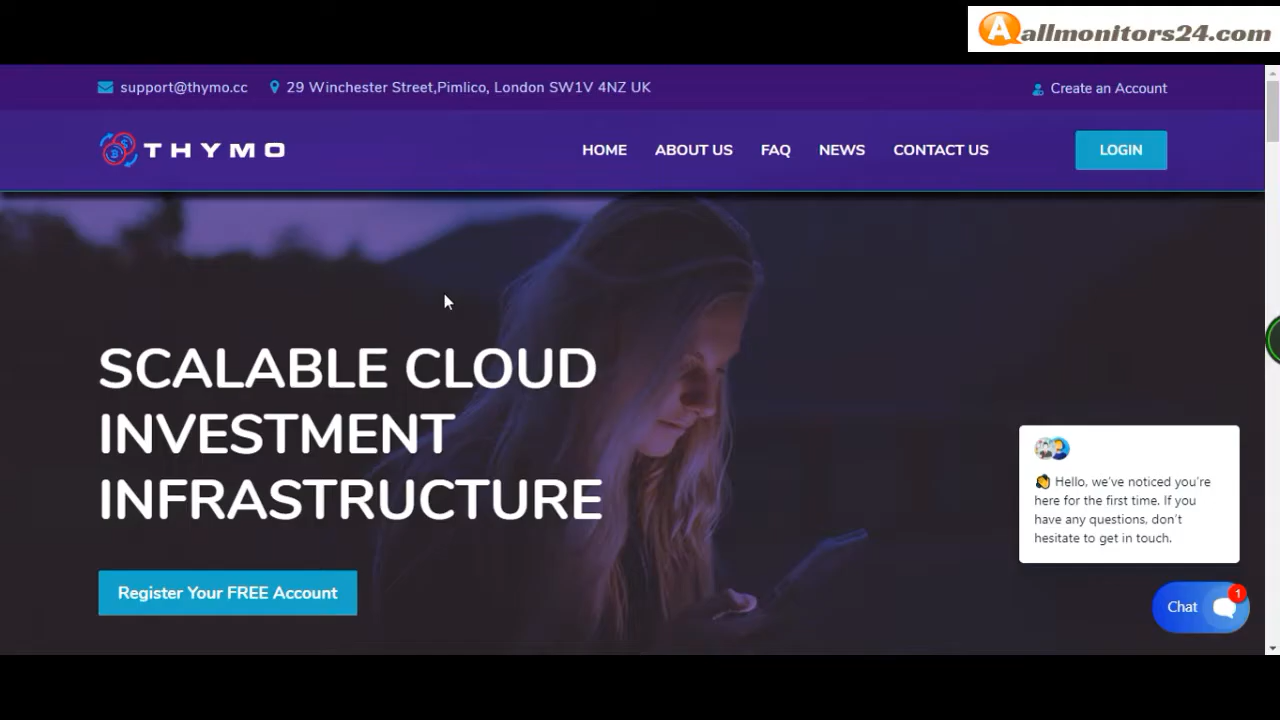 allmonitors24.com
support@thymo.cc 29 Winchester Street,Pimlico, London SW1V 4NZ UK Create an Account
THYMO HOME ABOUT US FAQ NEWS CONTACT US LOGIN
SCALABLE CLOUD
INVESTMENT
INFRASTRUCTURE
Register Your FREE Account
👋 Hello, we've noticed you're
here for the first time. If you
have any questions, don't
hesitate to get in touch.
Chat 1